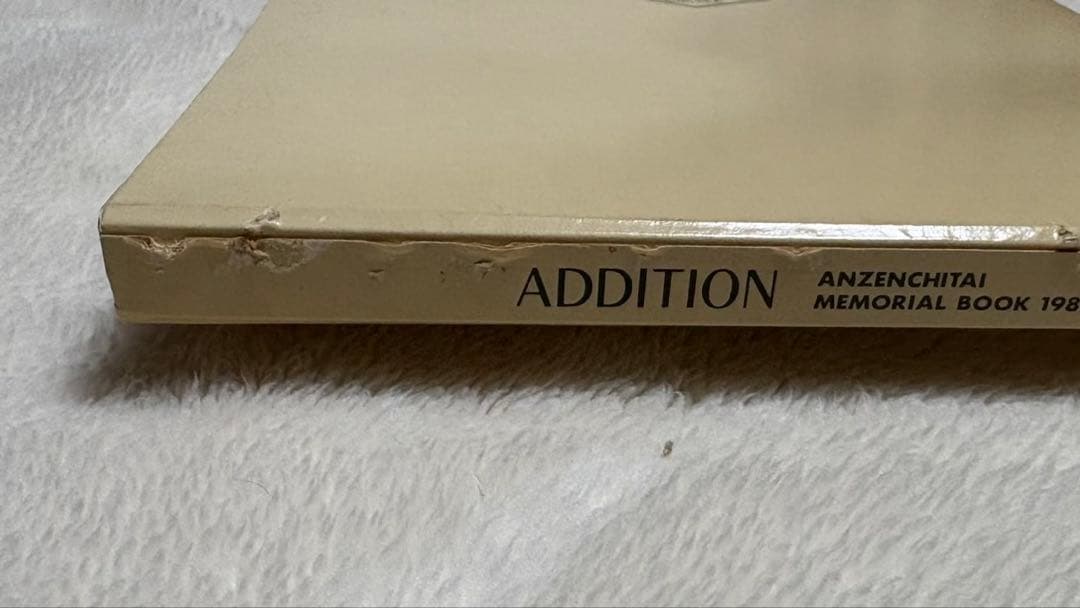 ADDITION
ANZENCHITAI
MEMORIAL BOOK 198